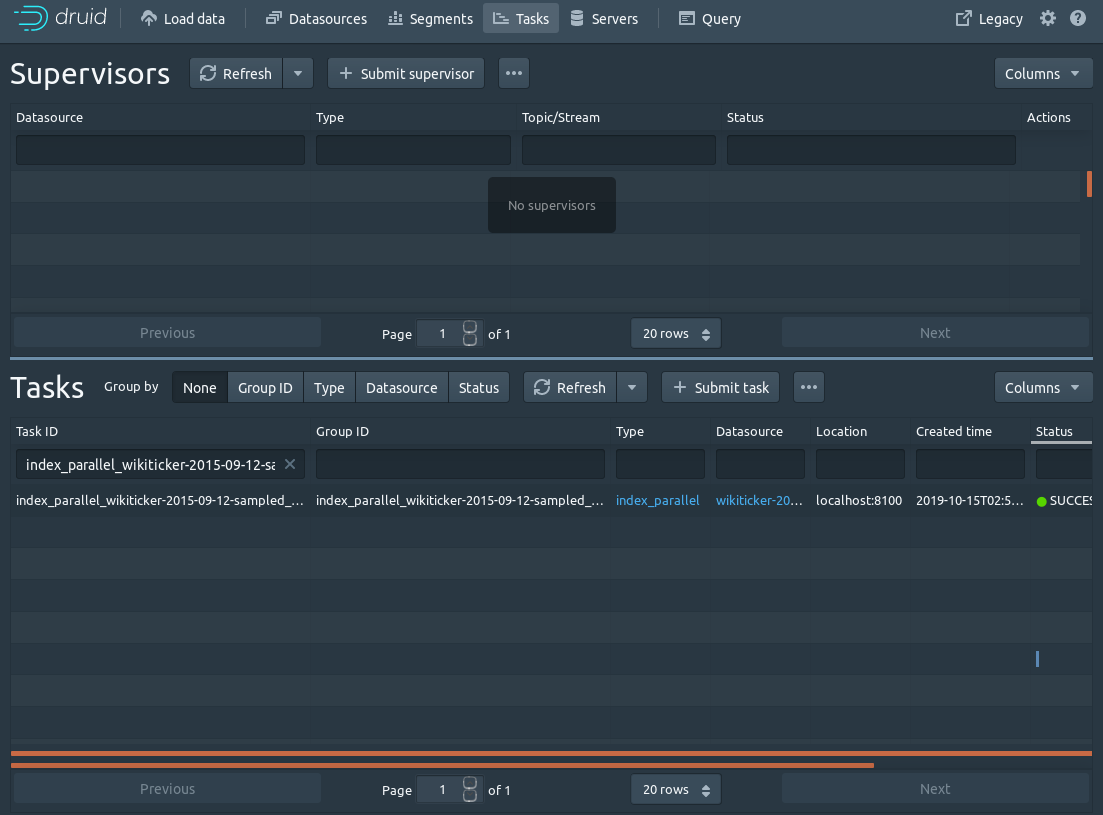 druid Load data Datasources Segments Tasks Servers Query Legacy
Supervisors Refresh Submit supervisor Columns
Datasource Type Topic/Stream Status Actions
No supervisors
Previous Page 1 of 1 20 rows Next
Tasks Group by None Group ID Type Datasource Status Refresh Submit task Columns
Task ID Group ID Type Datasource Location Created time Status
index_parallel_wikiticker-2015-09-12-sa
index_parallel_wikiticker-2015-09-12-sampled_... index_parallel_wikiticker-2015-09-12-sampled_... index_parallel wikiticker-20... localhost:8100 2019-10-15T02:5... SUCCES
Previous Page 1 of 1 20 rows Next